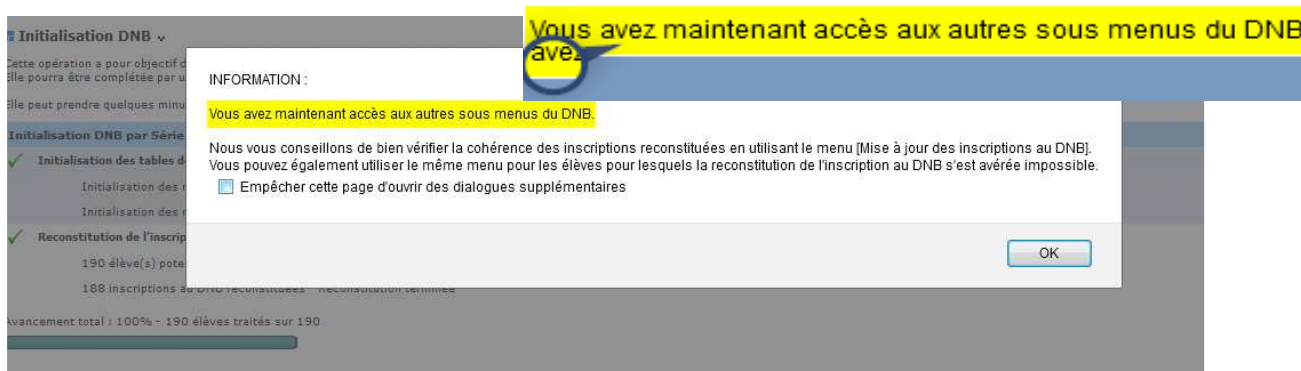 Vous avez maintenant accès aux autres sous menus du DNB
avez
Initialisation DNB
Cette opération a pour objectif d
Elle pourra être complétée par u
Elle peut prendre quelques minu
INFORMATION :
Vous avez maintenant accès aux autres sous menus du DNB.
Nous vous conseillons de bien vérifier la cohérence des inscriptions reconstituées en utilisant le menu [Mise à jour des inscriptions au DNB].
Vous pouvez également utiliser le même menu pour les élèves pour lesquels la reconstitution de l'inscription au DNB s'est avérée impossible.
Empêcher cette page d'ouvrir des dialogues supplémentaires
OK
Initialisation DNB par Série
Initialisation des tables d
Initialisation des r
Initialisation des r
Reconstitution de l'inscrip
190 élève(s) pote
188 inscriptions au DNB reconstituées - Reconstitution terminée
Avancement total : 100% - 190 élèves traités sur 190